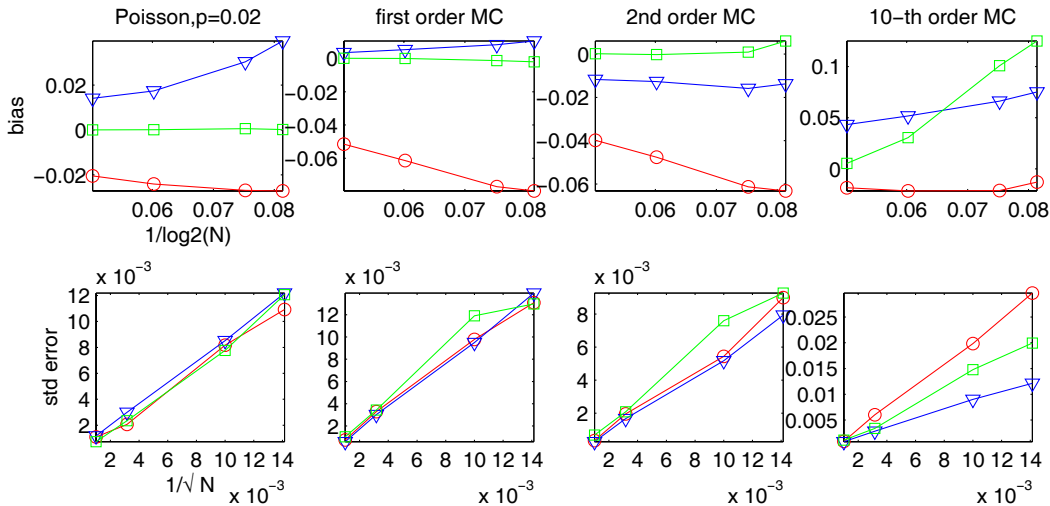 Poisson,p=0.02
first order MC
2nd order MC
10−th order MC
bias
0.02
0
−0.02
0.06 0.07 0.08
1/log2(N)
0
−0.02
−0.04
−0.06
0.06 0.07 0.08
0
−0.02
−0.04
−0.06
0.06 0.07 0.08
0.1
0.05
0
0.06 0.07 0.08
std error
x 10−3
12
10
8
6
4
2
2 4 6 8 10 12 14
1/√ N
x 10−3
x 10−3
12
10
8
6
4
2
2 4 6 8 10 12 14
x 10−3
x 10−3
8
6
4
2
2 4 6 8 10 12 14
x 10−3
0.025
0.02
0.015
0.01
0.005
2 4 6 8 10 12 14
x 10−3